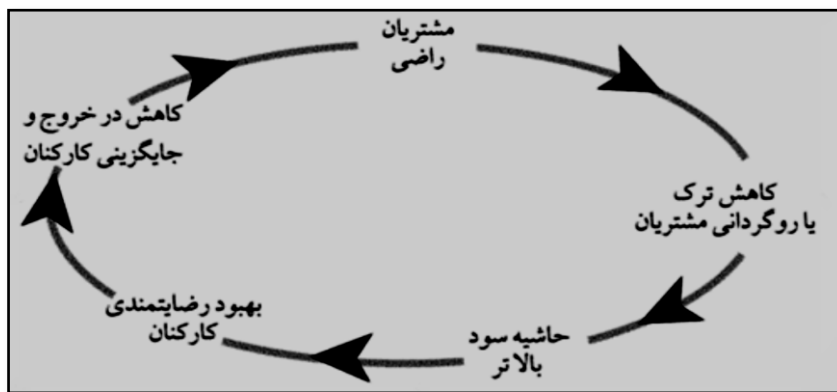 مشتریان
راضی
کاهش ترک
یا روگردانی مشتریان
حاشیه سود
بالا تر
بهبود رضایتمندی
کارکنان
کاهش در خروج و
جایگزینی کارکنان